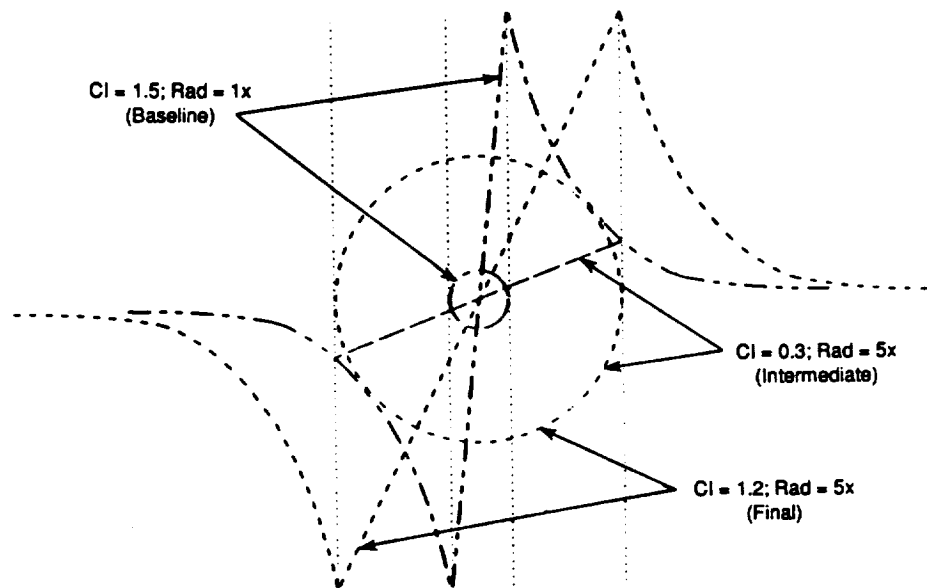 Cl = 1.5; Rad = 1x
(Baseline)
Cl = 0.3; Rad = 5x
(Intermediate)
Cl = 1.2; Rad = 5x
(Final)